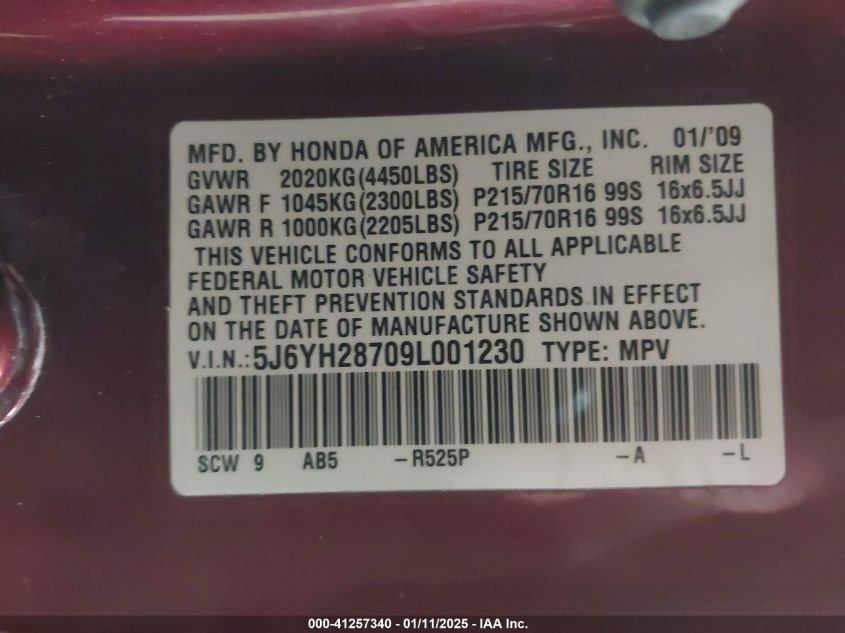 MFD. BY HONDA OF AMERICA MFG., INC. 01/'09
GVWR 2020KG(4450LBS) TIRE SIZE RIM SIZE
GAWR F 1045KG(2300LBS) P215/70R16 99S 16x6.5JJ
GAWR R 1000KG(2205LBS) P215/70R16 99S 16x6.5JJ
THIS VEHICLE CONFORMS TO ALL APPLICABLE
FEDERAL MOTOR VEHICLE SAFETY
AND THEFT PREVENTION STANDARDS IN EFFECT
ON THE DATE OF MANUFACTURE SHOWN ABOVE.
V.I.N.: 5J6YH28709L001230 TYPE: MPV
SCW 9 AB5 -R525P -A -L
000-41257340 - 01/11/2025 - IAA Inc.